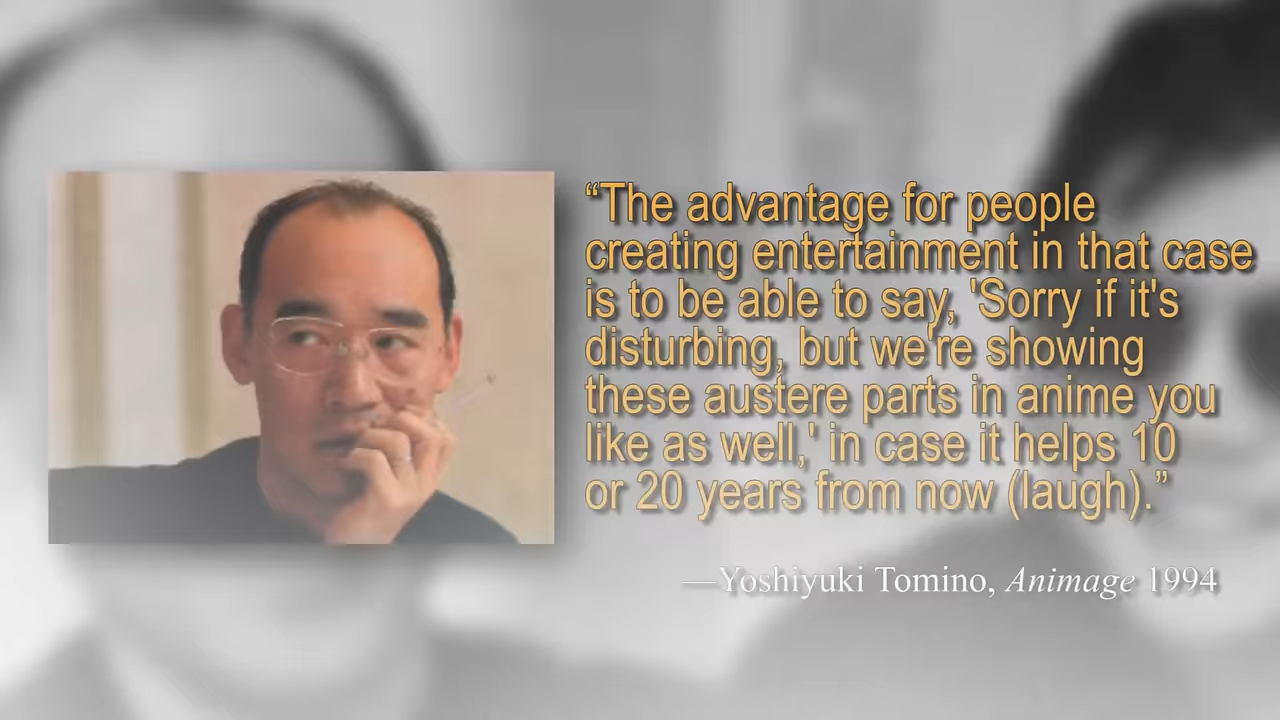 “The advantage for people
creating entertainment in that case
is to be able to say, 'Sorry if it's
disturbing, but we're showing
these austere parts in anime you
like as well,' in case it helps 10
or 20 years from now (laugh).”
—Yoshiyuki Tomino, Animage 1994